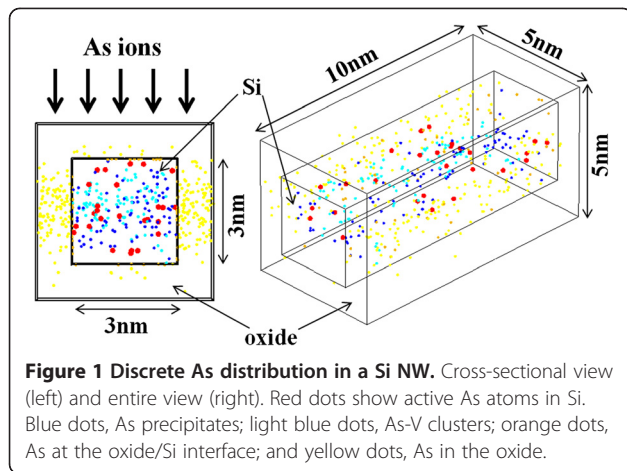 As ions
Si
3nm
3nm
oxide
10nm
5nm
5nm
Figure 1 Discrete As distribution in a Si NW. Cross-sectional view
(left) and entire view (right). Red dots show active As atoms in Si.
Blue dots, As precipitates; light blue dots, As-V clusters; orange dots,
As at the oxide/Si interface; and yellow dots, As in the oxide.